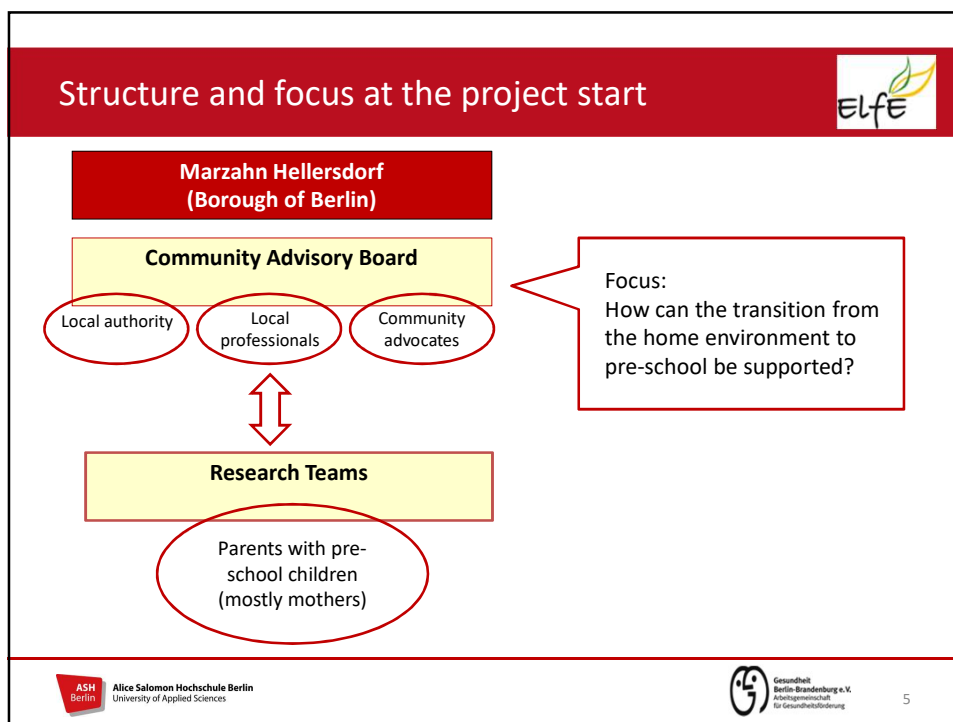 Structure and focus at the project start
ELfE
Marzahn Hellersdorf
(Borough of Berlin)
Community Advisory Board
Local authority
Local
professionals
Community
advocates
Focus:
How can the transition from
the home environment to
pre-school be supported?
Research Teams
Parents with pre-
school children
(mostly mothers)
ASH
Berlin
Alice Salomon Hochschule Berlin
University of Applied Sciences
Gesundheit
Berlin-Brandenburg e.V.
Arbeitsgemeinschaft
für Gesundheitsförderung
5